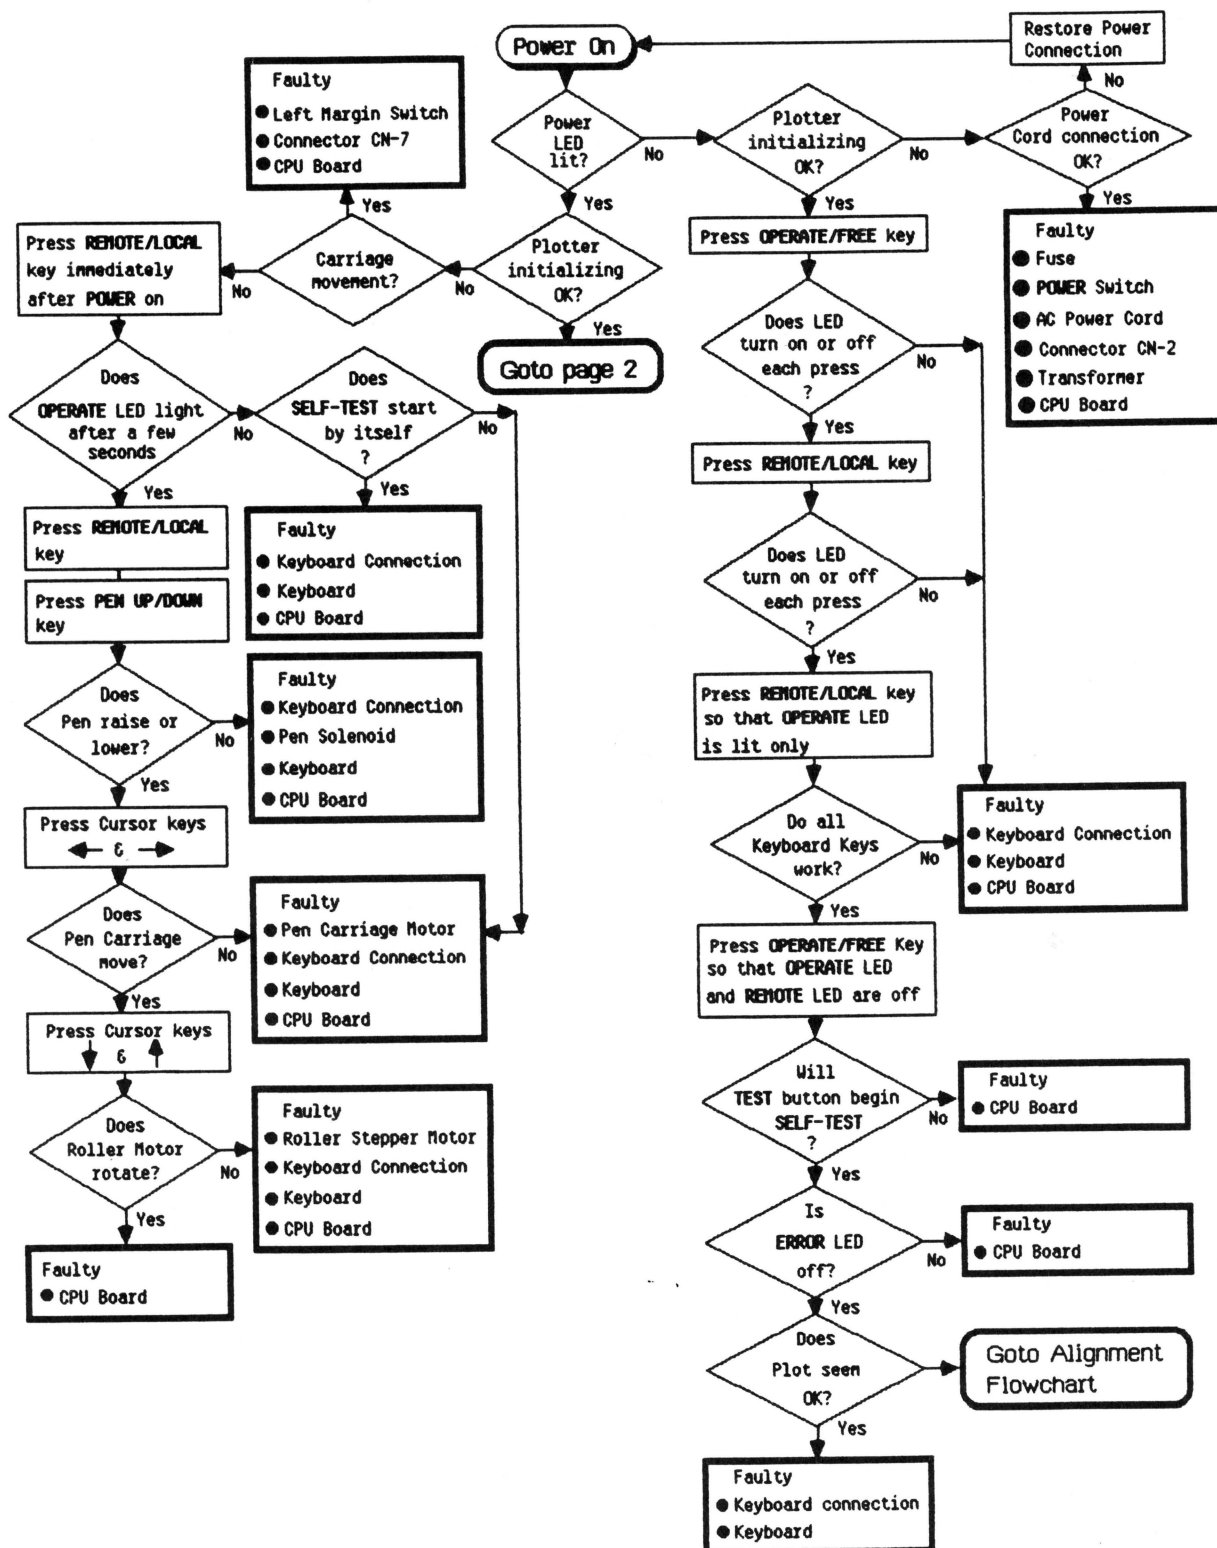 Power On
Restore Power
Connection
No
Power
Cord connection
OK?
Yes
Power
LED
lit?
No
Yes
Plotter
initializing
OK?
No
Yes
Faulty
● Left Margin Switch
● Connector CN-7
● CPU Board
Yes
Carriage
movement?
No
Plotter
initializing
OK?
No
Yes
Goto page 2
Press REMOTE/LOCAL
key immediately
after POWER on
Does
OPERATE LED light
after a few
seconds
No
Yes
Does
SELF-TEST start
by itself
?
No
Yes
Faulty
● Keyboard Connection
● Keyboard
● CPU Board
Press REMOTE/LOCAL
key
Press PEN UP/DOWN
key
Does
Pen raise or
lower?
No
Yes
Faulty
● Keyboard Connection
● Pen Solenoid
● Keyboard
● CPU Board
Press Cursor keys
← & →
Does
Pen Carriage
move?
No
Yes
Faulty
● Pen Carriage Motor
● Keyboard Connection
● Keyboard
● CPU Board
Press Cursor keys
↓ & ↑
Does
Roller Motor
rotate?
No
Yes
Faulty
● Roller Stepper Motor
● Keyboard Connection
● Keyboard
● CPU Board
Faulty
● CPU Board
Press OPERATE/FREE key
Faulty
● Fuse
● POWER Switch
● AC Power Cord
● Connector CN-2
● Transformer
● CPU Board
Does LED
turn on or off
each press
?
No
Yes
Press REMOTE/LOCAL key
Does LED
turn on or off
each press
?
No
Yes
Press REMOTE/LOCAL key
so that OPERATE LED
is lit only
Do all
Keyboard Keys
work?
No
Yes
Faulty
● Keyboard Connection
● Keyboard
● CPU Board
Press OPERATE/FREE Key
so that OPERATE LED
and REMOTE LED are off
Will
TEST button begin
SELF-TEST
?
No
Yes
Faulty
● CPU Board
Is
ERROR LED
off?
No
Yes
Faulty
● CPU Board
Does
Plot seem
OK?
Yes
Goto Alignment
Flowchart
Faulty
● Keyboard connection
● Keyboard